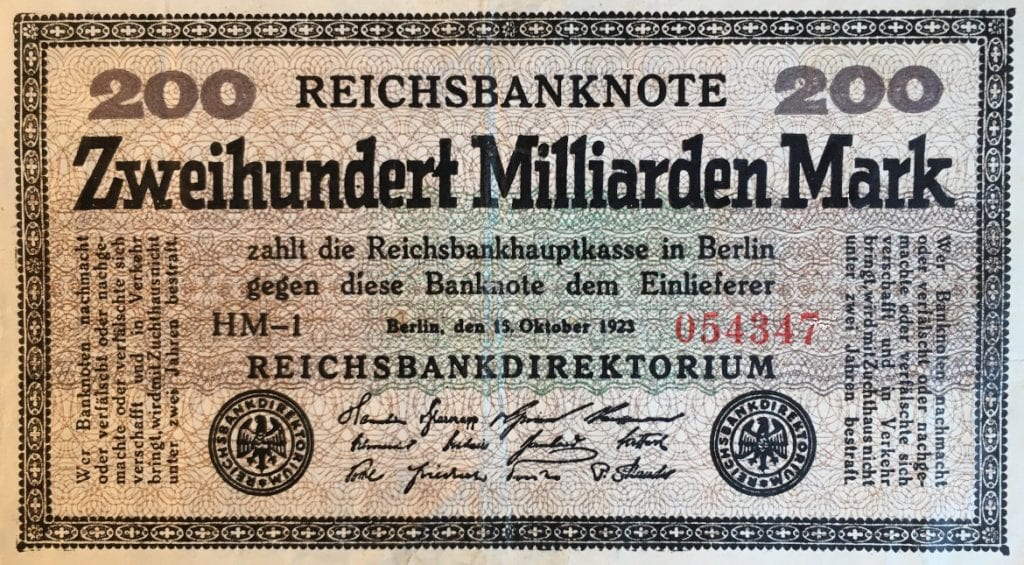 200 REICHSBANKNOTE 200
Zweihundert Milliarden Mark
zahlt die Reichsbankhauptkasse in Berlin
gegen diese Banknote dem Einlieferer
HM-1 Berlin, den 15. Oktober 1923 054347
REICHSBANKDIREKTORIUM
Wer Banknoten nachmacht
oder verfälscht oder nachge-
machte oder verfälschte sich
verschafft und in Verkehr
bringt, wird mit Zuchthaus nicht
unter zwei Jahren bestraft.
Wer Banknoten nachmacht
oder verfälscht, oder nachge-
machte oder verfälschte sich
verschafft und in Verkehr
bringt, wird mit Zuchthaus nicht
unter zwei Jahren bestraft.
REICHSBANKDIREKTORIUM
REICHSBANKDIREKTORIUM